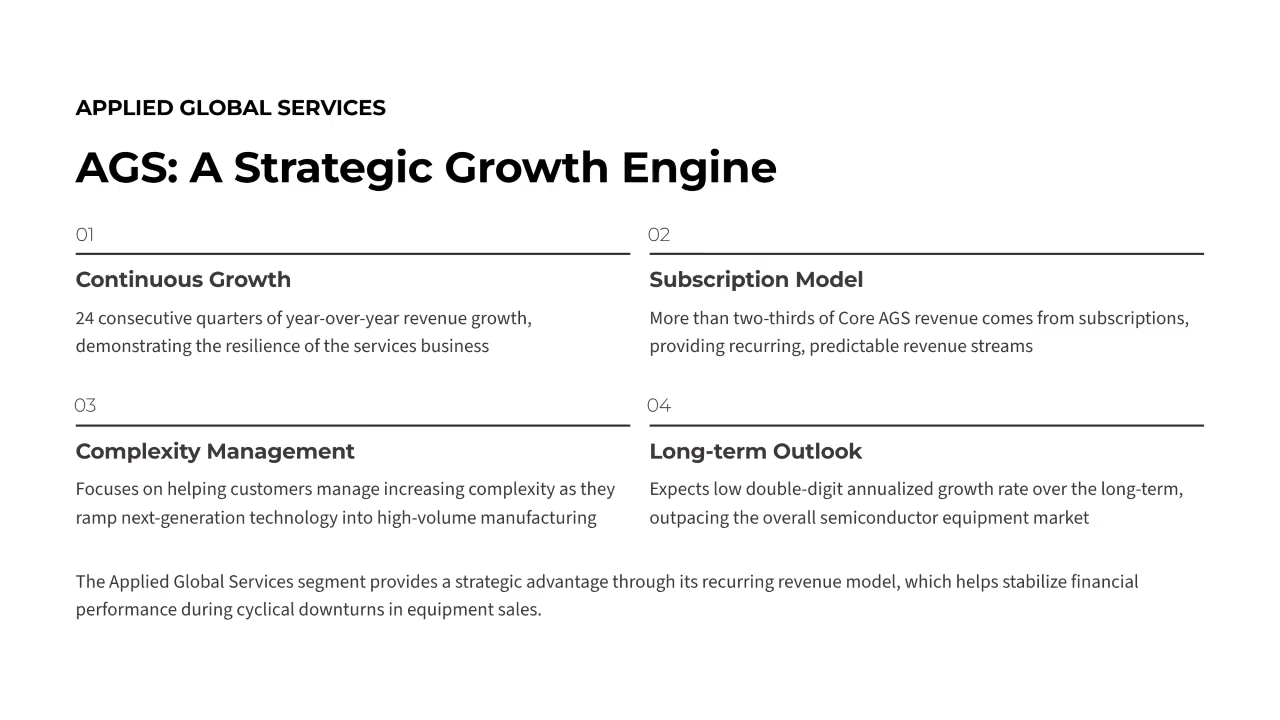 APPLIED GLOBAL SERVICES
AGS: A Strategic Growth Engine
01
Continuous Growth
24 consecutive quarters of year-over-year revenue growth,
demonstrating the resilience of the services business
02
Subscription Model
More than two-thirds of Core AGS revenue comes from subscriptions,
providing recurring, predictable revenue streams
03
Complexity Management
Focuses on helping customers manage increasing complexity as they
ramp next-generation technology into high-volume manufacturing
04
Long-term Outlook
Expects low double-digit annualized growth rate over the long-term,
outpacing the overall semiconductor equipment market
The Applied Global Services segment provides a strategic advantage through its recurring revenue model, which helps stabilize financial
performance during cyclical downturns in equipment sales.